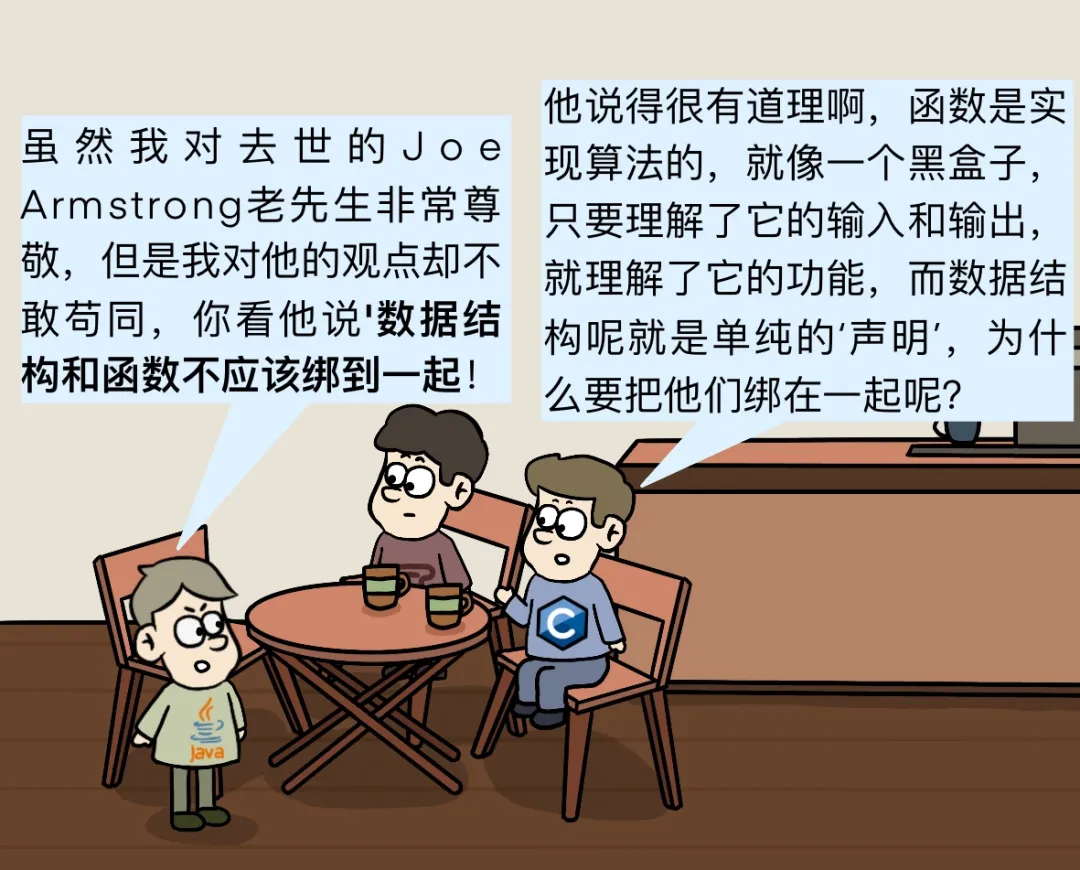 虽然我对去世的Joe
Armstrong老先生非常尊
敬，但是我对他的观点却不
敢苟同，你看他说'数据结
构和函数不应该绑到一起！
他说得很有道理啊，函数是实
现算法的，就像一个黑盒子，
只要理解了它的输入和输出，
就理解了它的功能，而数据结
构呢就是单纯的'声明'，为什
么要把他们绑在一起呢？
C
Java